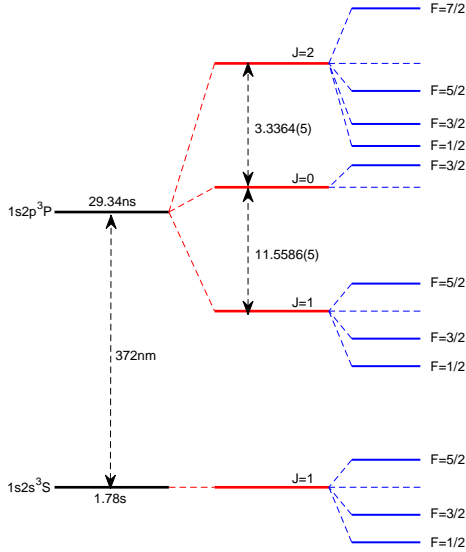 F=7/2
J=2
F=5/2
3.3364(5)
F=3/2
F=1/2
F=3/2
J=0
29.34ns
1s2p³P
11.5586(5)
F=5/2
J=1
F=3/2
372nm
F=1/2
F=5/2
J=1
1s2s³S
1.78s
F=3/2
F=1/2